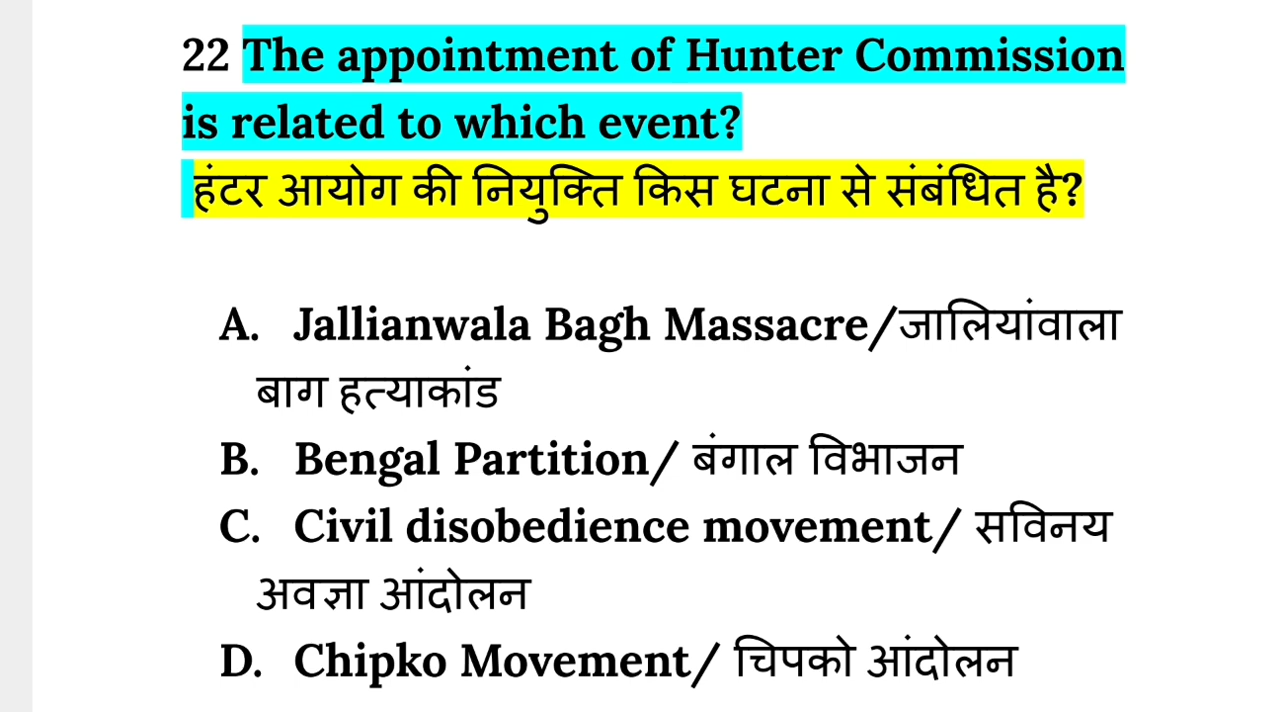 22 The appointment of Hunter Commission
is related to which event?
हंटर आयोग की नियुक्ति किस घटना से संबंधित है?
A. Jallianwala Bagh Massacre/जालियांवाला
बाग हत्याकांड
B. Bengal Partition/ बंगाल विभाजन
C. Civil disobedience movement/ सविनय
अवज्ञा आंदोलन
D. Chipko Movement/ चिपको आंदोलन